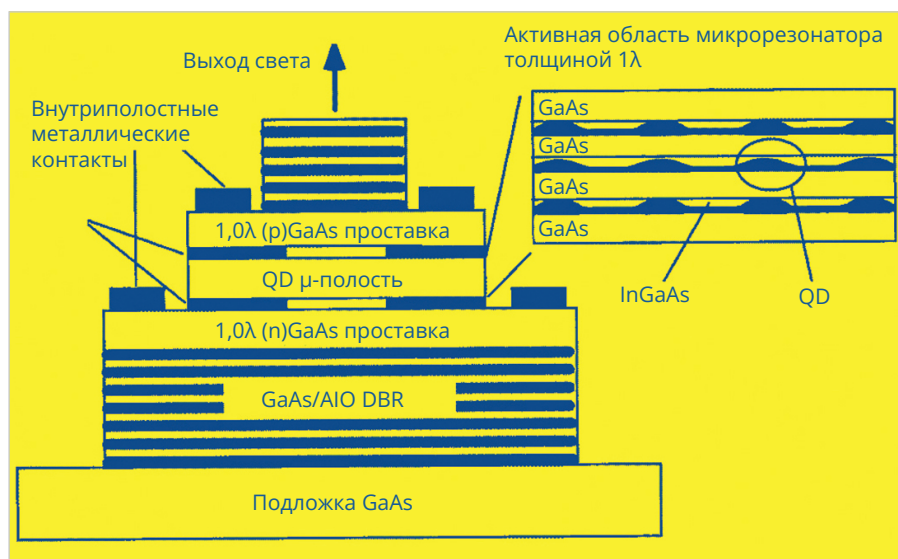 Выход света
Активная область микрорезонатора
толщиной 1λ
Внутриполостные
металлические
контакты
GaAs
GaAs
GaAs
GaAs
InGaAs
QD
1,0λ (p)GaAs проставка
QD μ-полость
1,0λ (n)GaAs проставка
GaAs/AlO DBR
Подложка GaAs